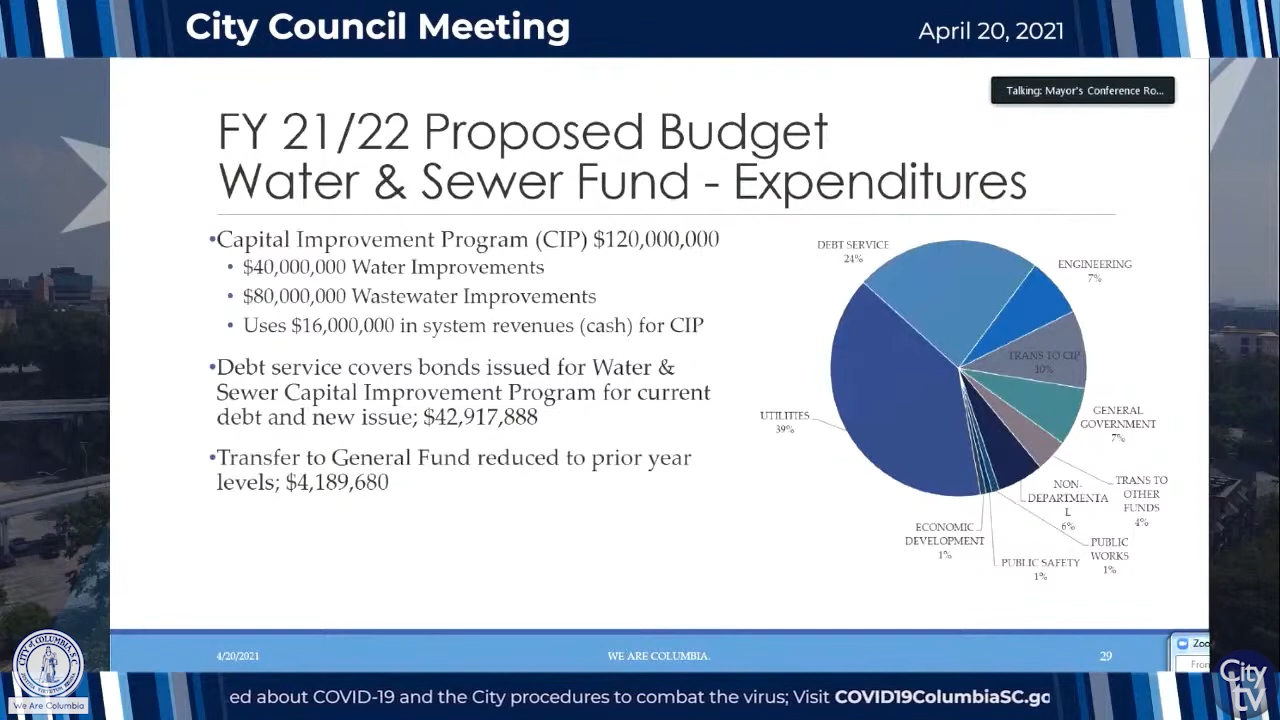 City Council Meeting
April 20, 2021
Talking: Mayor's Conference Ro...
FY 21/22 Proposed Budget
Water & Sewer Fund - Expenditures
•Capital Improvement Program (CIP) $120,000,000
• $40,000,000 Water Improvements
• $80,000,000 Wastewater Improvements
• Uses $16,000,000 in system revenues (cash) for CIP
•Debt service covers bonds issued for Water &
Sewer Capital Improvement Program for current
debt and new issue; $42,917,888
•Transfer to General Fund reduced to prior year
levels; $4,189,680
DEBT SERVICE
24%
ENGINEERING
7%
TRANS TO CIP
10%
GENERAL
GOVERNMENT
7%
TRANS TO
OTHER
FUNDS
4%
NON-
DEPARTMENTA
L
6%
PUBLIC
WORKS
1%
PUBLIC SAFETY
1%
ECONOMIC
DEVELOPMENT
1%
UTILITIES
39%
4/20/2021
WE ARE COLUMBIA.
29
Zoo
Fron
CITY of COLUMBIA, SC
We Are Columbia
ed about COVID-19 and the City procedures to combat the virus; Visit COVID19ColumbiaSC.go
City
tv